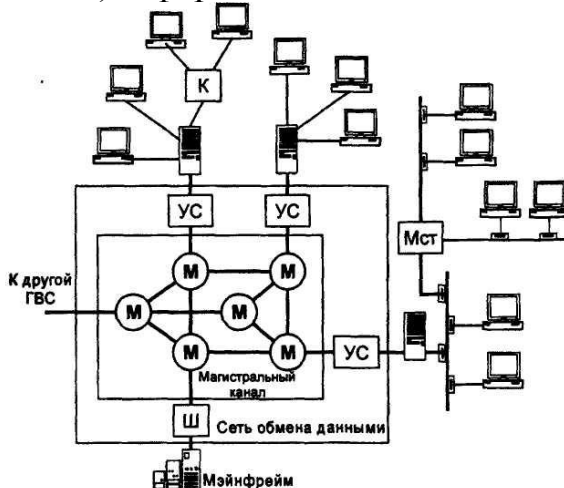 К
УС
УС
Мст
М
М
К другой
ГВС
М
М
М
М
УС
Магистральный
канал
Ш
Сеть обмена данными
Мэйнфрейм